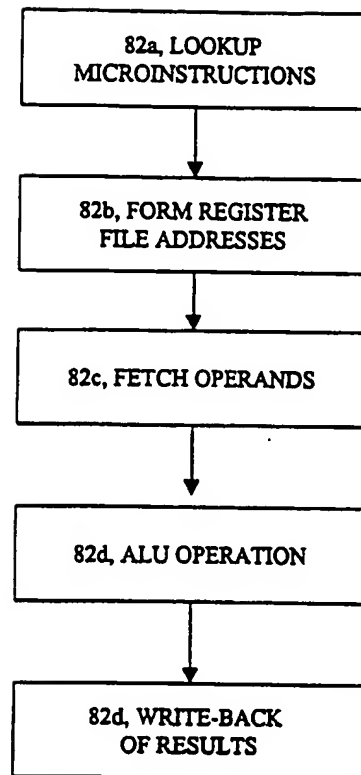 82a, LOOKUP
MICROINSTRUCTIONS
82b, FORM REGISTER
FILE ADDRESSES
82c, FETCH OPERANDS
82d, ALU OPERATION
82d, WRITE-BACK
OF RESULTS